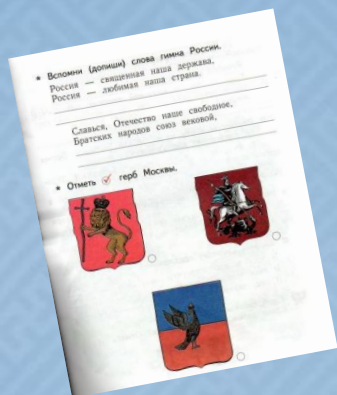 * Вспомни (допиши) слова гимна России.
Россия — священная наша держава,
Россия — любимая наша страна.
Славься, Отечество наше свободное,
Братских народов союз вековой,
* Отметь ✓ герб Москвы.